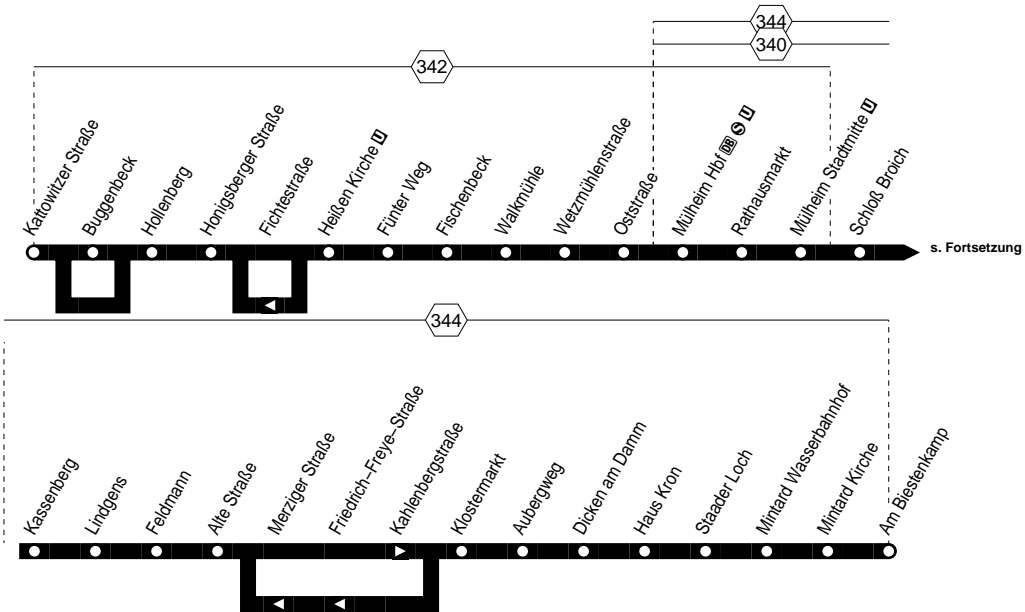 344
340
342
Kattowitzer Straße
Buggenbeck
Hollenberg
Honigsberger Straße
Fichtestraße
Heißen Kirche U
Fünter Weg
Fischenbeck
Walkmühle
Wetzmühlenstraße
Oststraße
Mülheim Hbf DB S U
Rathausmarkt
Mülheim Stadtmitte U
Schloß Broich
s. Fortsetzung
344
Kassenberg
Lindgens
Feldmann
Alte Straße
Merziger Straße
Friedrich–Freye–Straße
Kahlenbergstraße
Klostermarkt
Aubergweg
Dicken am Damm
Haus Kron
Staader Loch
Mintard Wasserbahnhof
Mintard Kirche
Am Biestenkamp